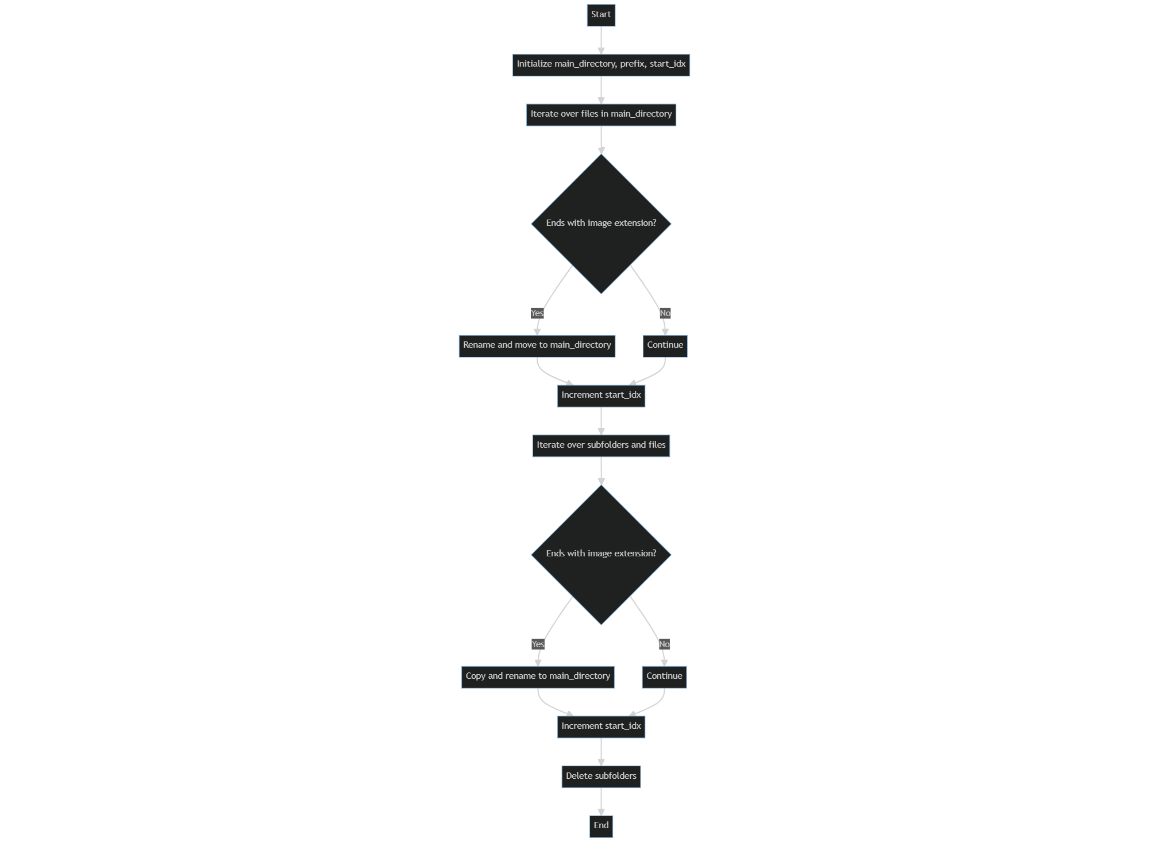 Start
Initialize main_directory, prefix, start_idx
Iterate over files in main_directory
Ends with image extension?
Yes
No
Rename and move to main_directory
Continue
Increment start_idx
Iterate over subfolders and files
Ends with image extension?
Yes
No
Copy and rename to main_directory
Continue
Increment start_idx
Delete subfolders
End